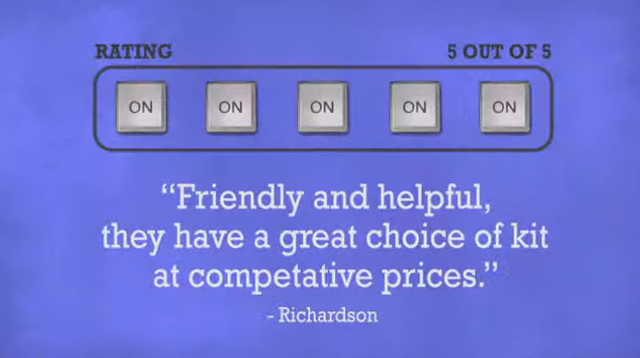 RATING 5 OUT OF 5
ON ON ON ON ON
“Friendly and helpful,
they have a great choice of kit
at competative prices.”
- Richardson